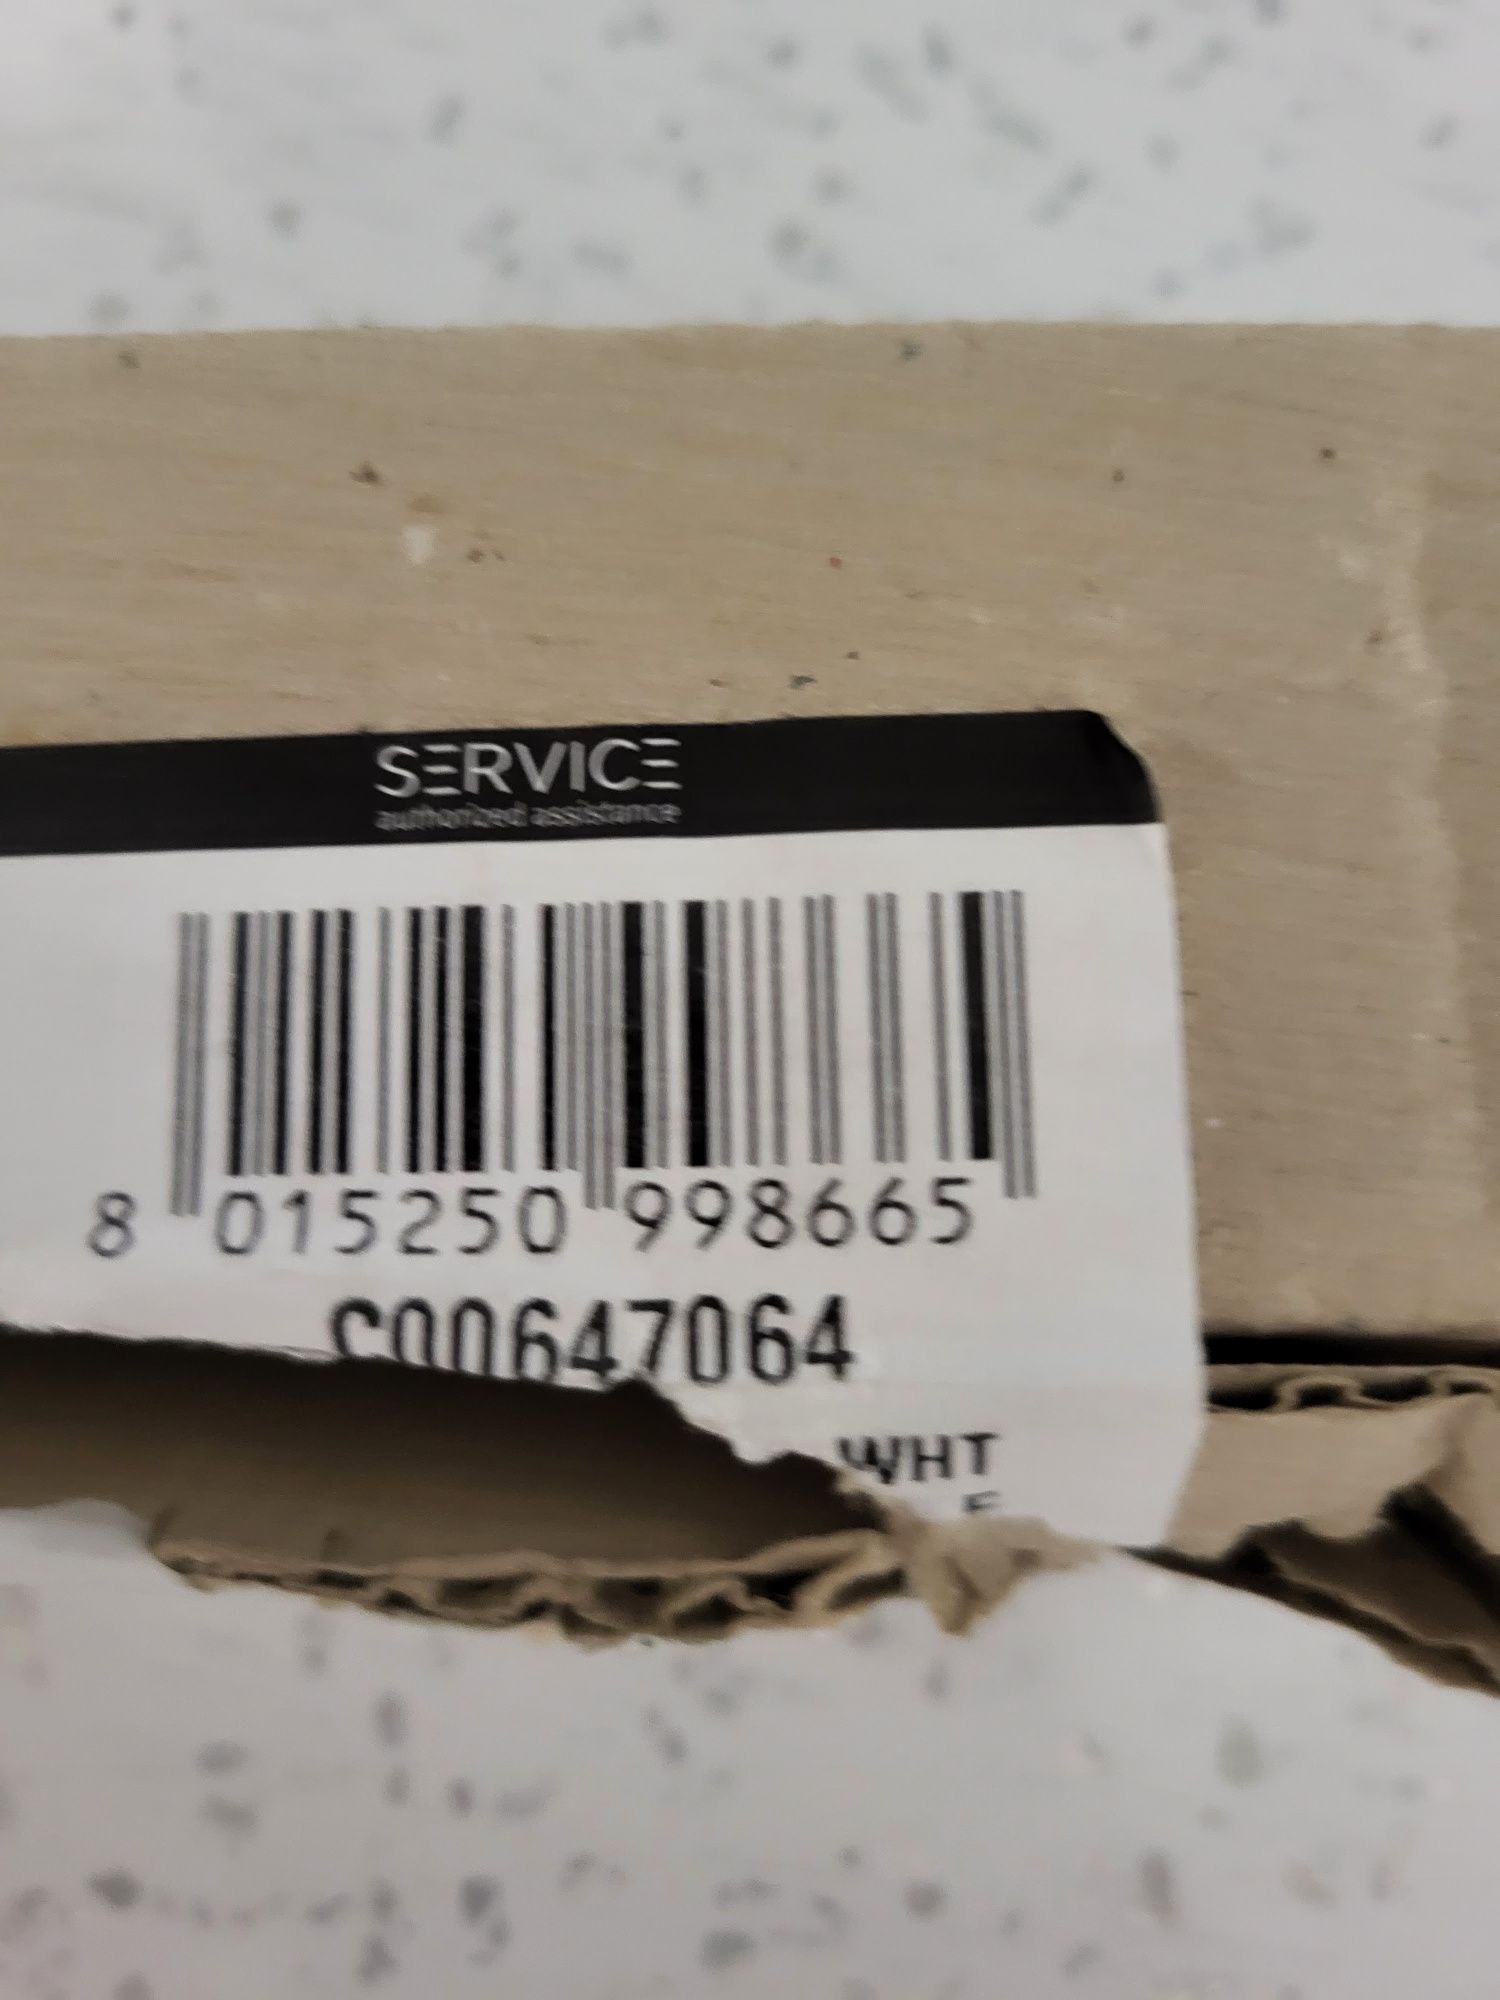 SERVICE
authorized assistance
8 015250 998665
C00647064
WHT